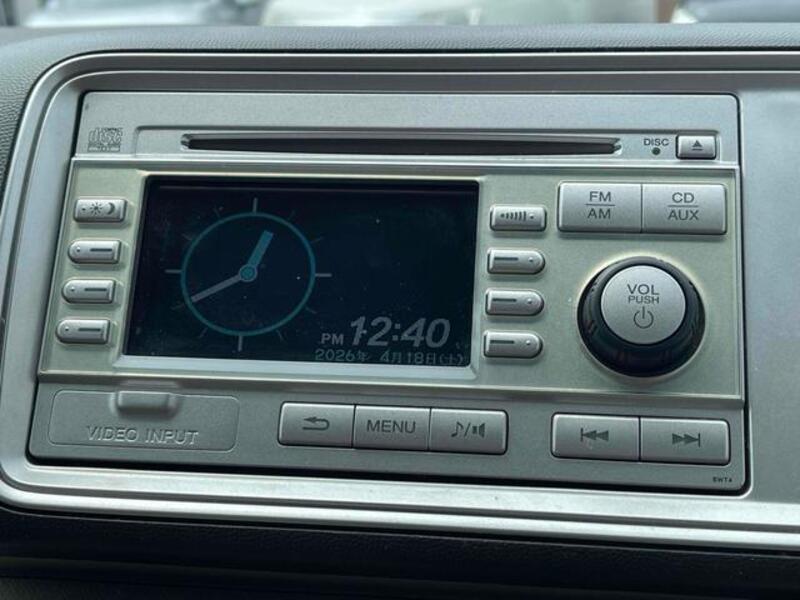 disc
DISC
FM
AM
CD
AUX
VOL
PUSH
PM 12:40
2026年 4月18日(土)
VIDEO INPUT
MENU